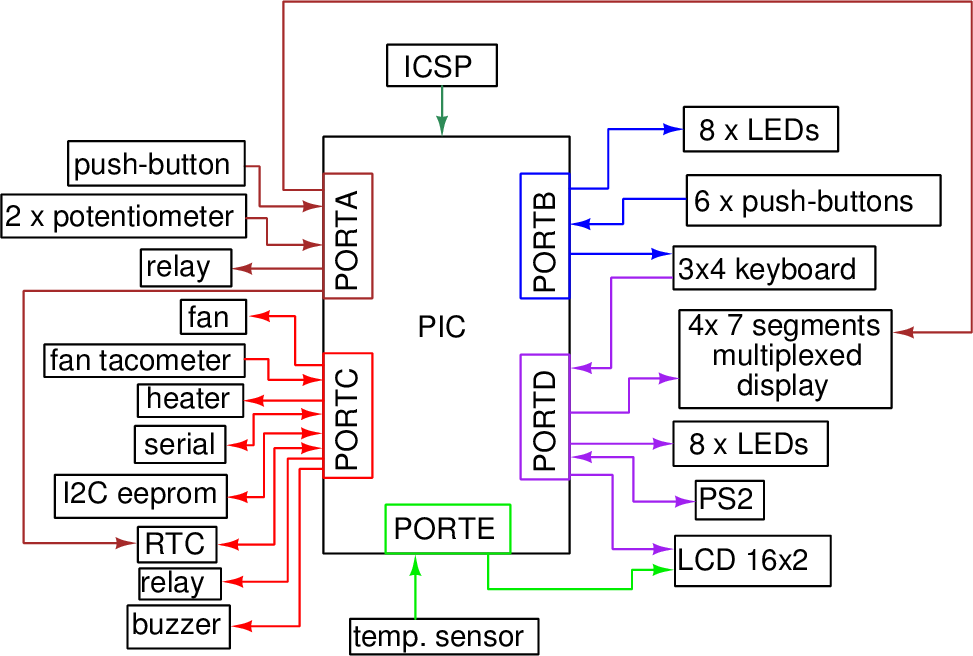 ICSP
8 x LEDs
push-button
6 x push-buttons
2 x potentiometer
PORTA
PORTB
relay
3x4 keyboard
fan
PIC
4x 7 segments
multiplexed
display
fan tacometer
heater
PORTC
PORTD
serial
8 x LEDs
I2C eeprom
PS2
PORTE
RTC
LCD 16x2
relay
buzzer
temp. sensor